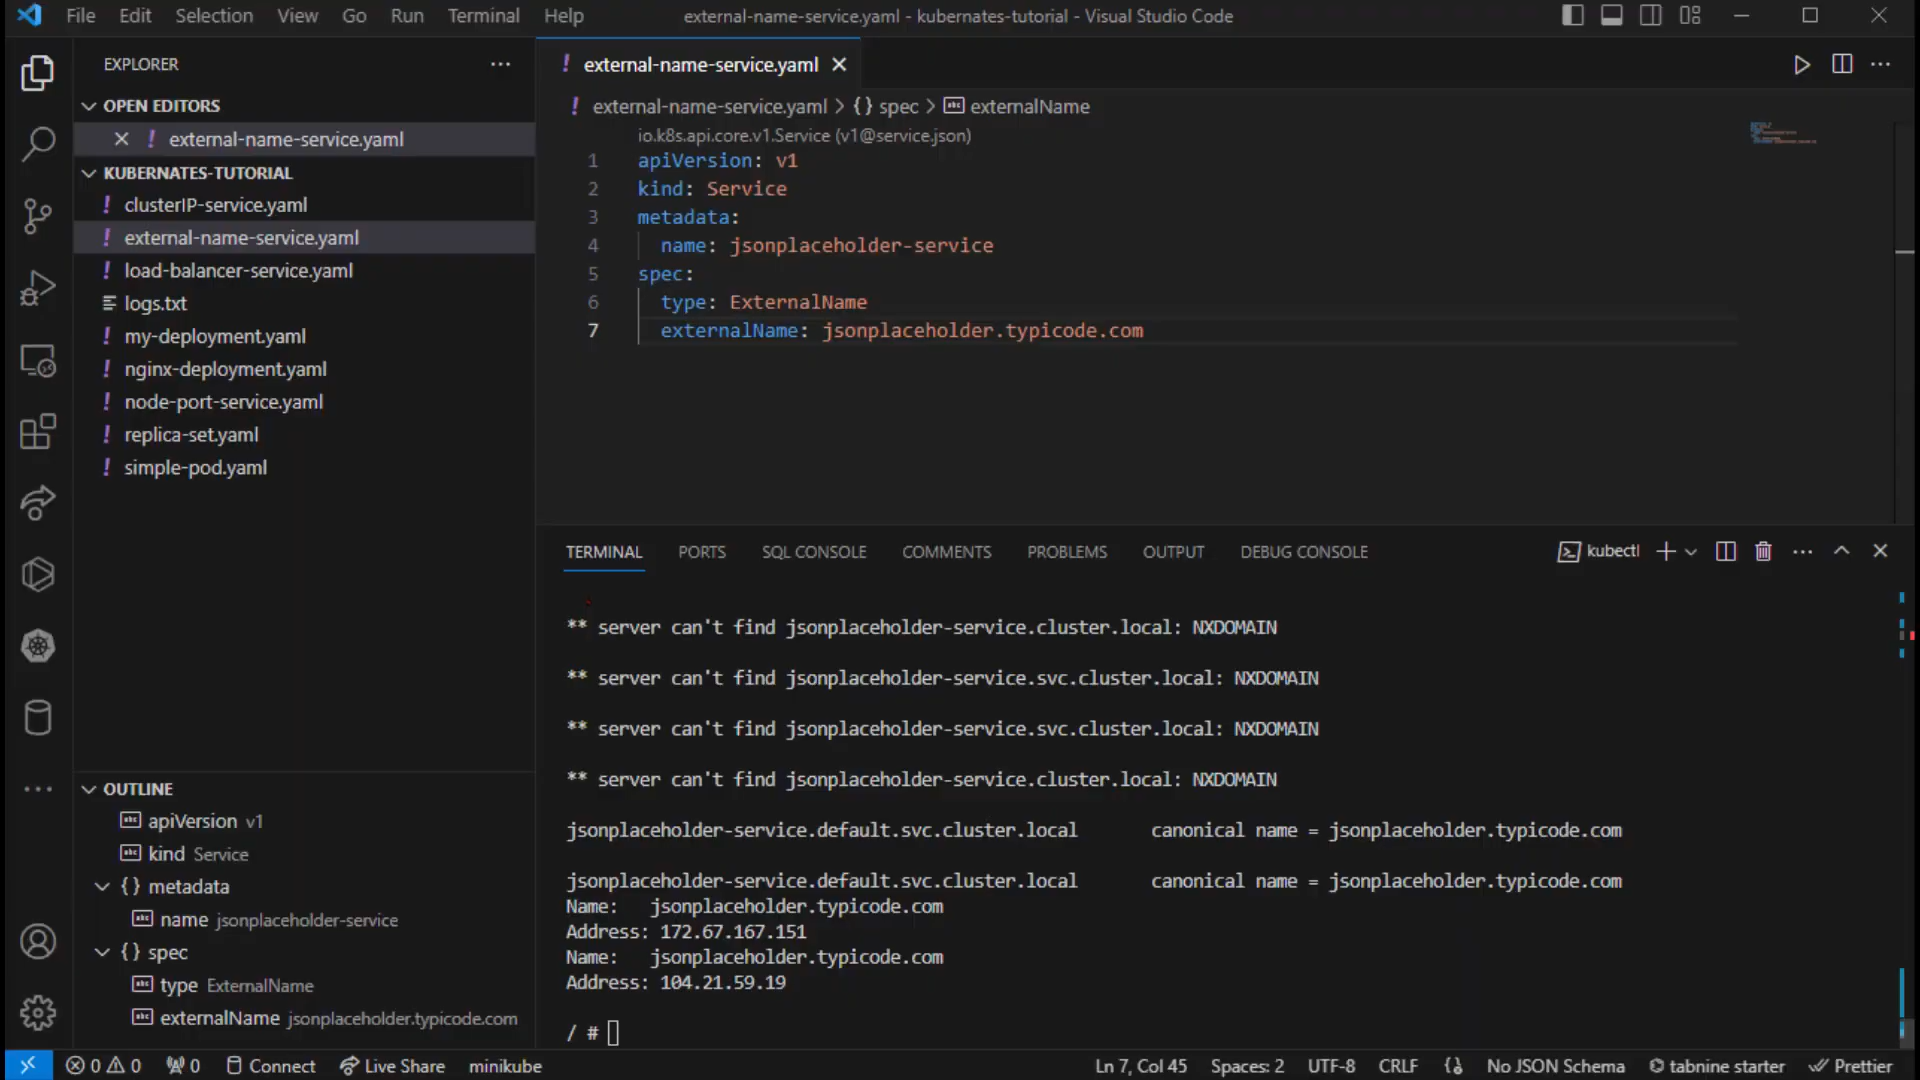 File Edit Selection View Go Run Terminal Help external-name-service.yaml - kubernates-tutorial - Visual Studio Code
EXPLORER
OPEN EDITORS
external-name-service.yaml
KUBERNATES-TUTORIAL
clusterIP-service.yaml
external-name-service.yaml
load-balancer-service.yaml
logs.txt
my-deployment.yaml
nginx-deployment.yaml
node-port-service.yaml
replica-set.yaml
simple-pod.yaml
OUTLINE
apiVersion v1
kind Service
{} metadata
name jsonplaceholder-service
{} spec
type ExternalName
externalName jsonplaceholder.typicode.com
! external-name-service.yaml
! external-name-service.yaml > {} spec > externalName
io.k8s.api.core.v1.Service (v1@service.json)
1 apiVersion: v1
2 kind: Service
3 metadata:
4 name: jsonplaceholder-service
5 spec:
6 type: ExternalName
7 externalName: jsonplaceholder.typicode.com
TERMINAL PORTS SQL CONSOLE COMMENTS PROBLEMS OUTPUT DEBUG CONSOLE kubectl
** server can't find jsonplaceholder-service.cluster.local: NXDOMAIN
** server can't find jsonplaceholder-service.svc.cluster.local: NXDOMAIN
** server can't find jsonplaceholder-service.svc.cluster.local: NXDOMAIN
** server can't find jsonplaceholder-service.cluster.local: NXDOMAIN
jsonplaceholder-service.default.svc.cluster.local canonical name = jsonplaceholder.typicode.com
jsonplaceholder-service.default.svc.cluster.local canonical name = jsonplaceholder.typicode.com
Name: jsonplaceholder.typicode.com
Address: 172.67.167.151
Name: jsonplaceholder.typicode.com
Address: 104.21.59.19
/ #
0 0 0 Connect Live Share minikube Ln 7, Col 45 Spaces: 2 UTF-8 CRLF {} No JSON Schema tabnine starter Prettier